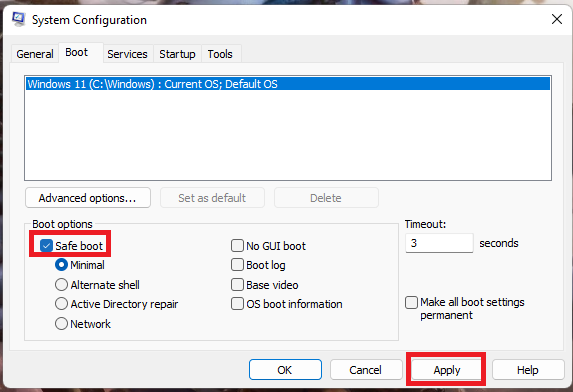 System Configuration
General Boot Services Startup Tools
Windows 11 (C:\Windows) : Current OS; Default OS
Advanced options... Set as default Delete
Boot options
Timeout:
Safe boot No GUI boot 3 seconds
Minimal Boot log
Alternate shell Base video
Active Directory repair OS boot information Make all boot settings
permanent
Network
OK Cancel Apply Help